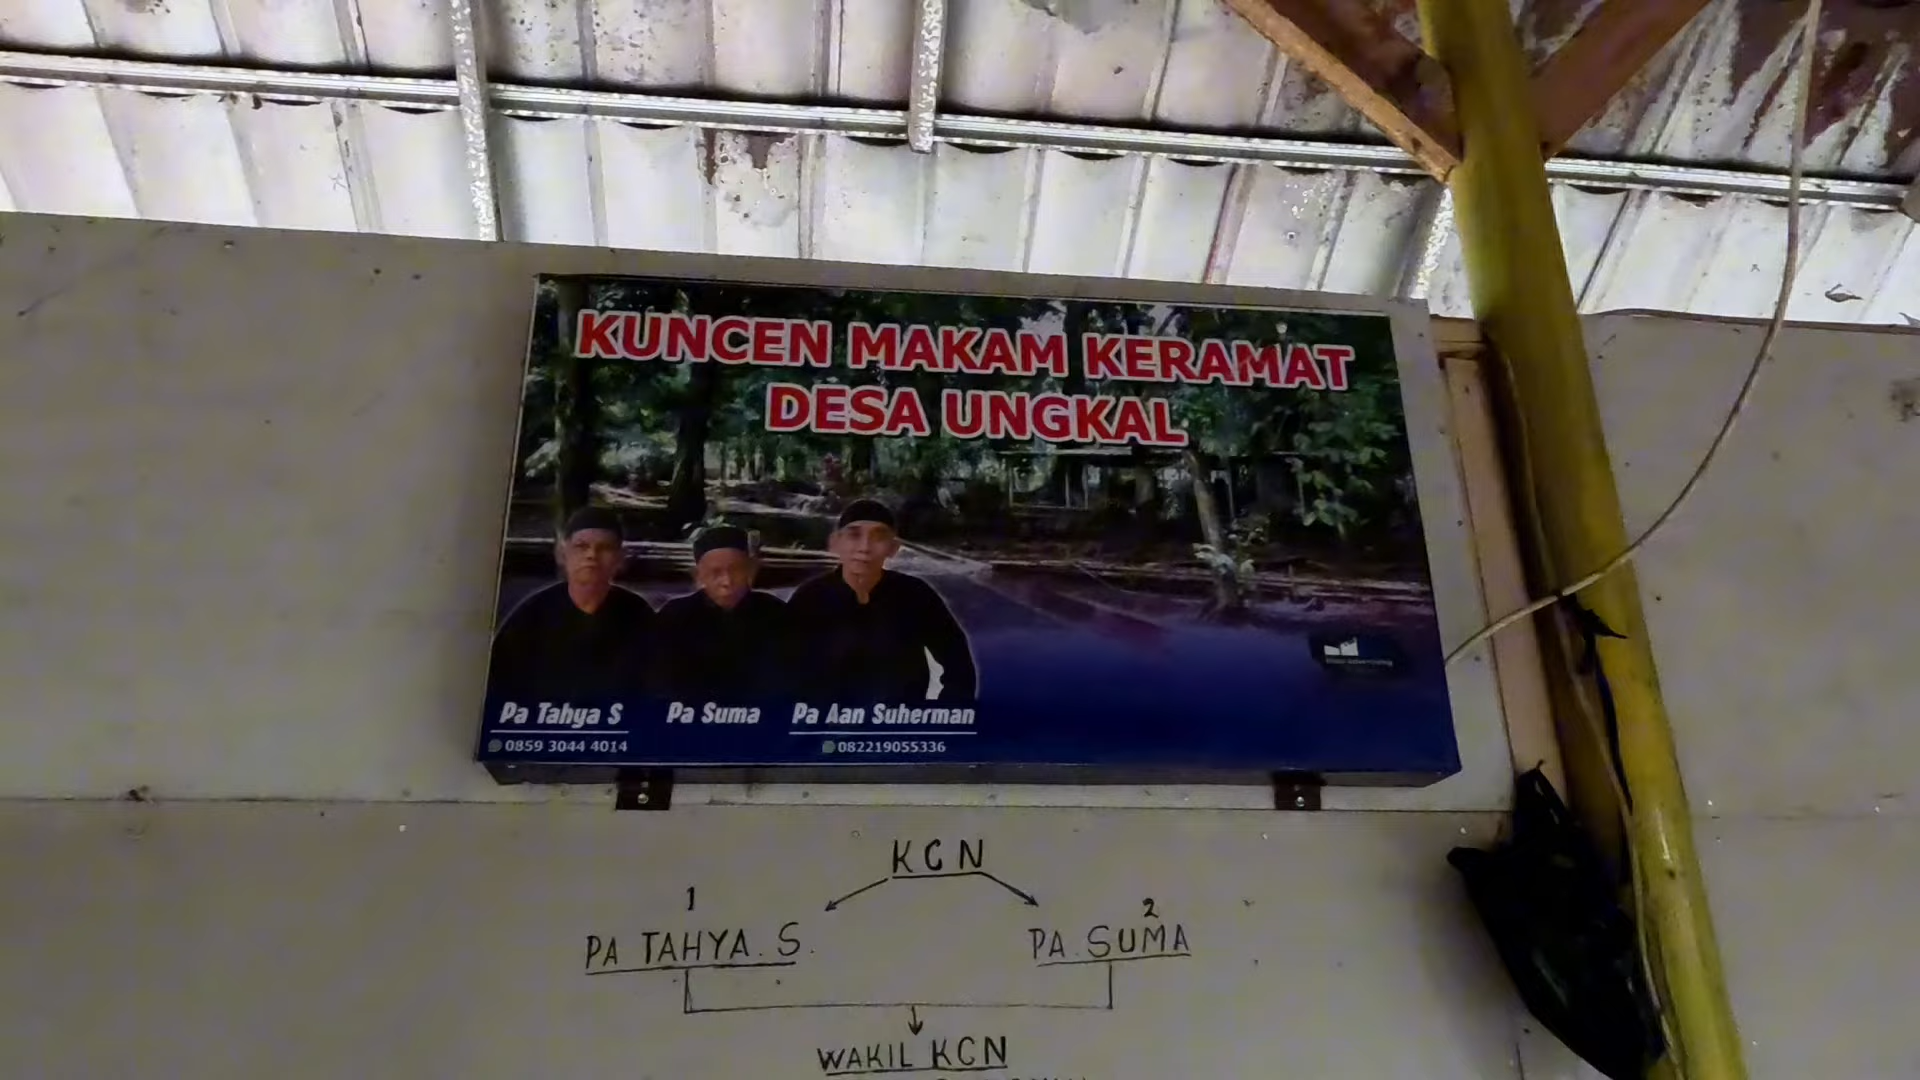 KUNCEN MAKAM KERAMAT
DESA UNGKAL
Pa Tahya S
0859 3044 4014
Pa Suma
Pa Aan Suherman
082219055336
KCN
1
PA TAHYA. S.
2
PA. SUMA
WAKIL KCN